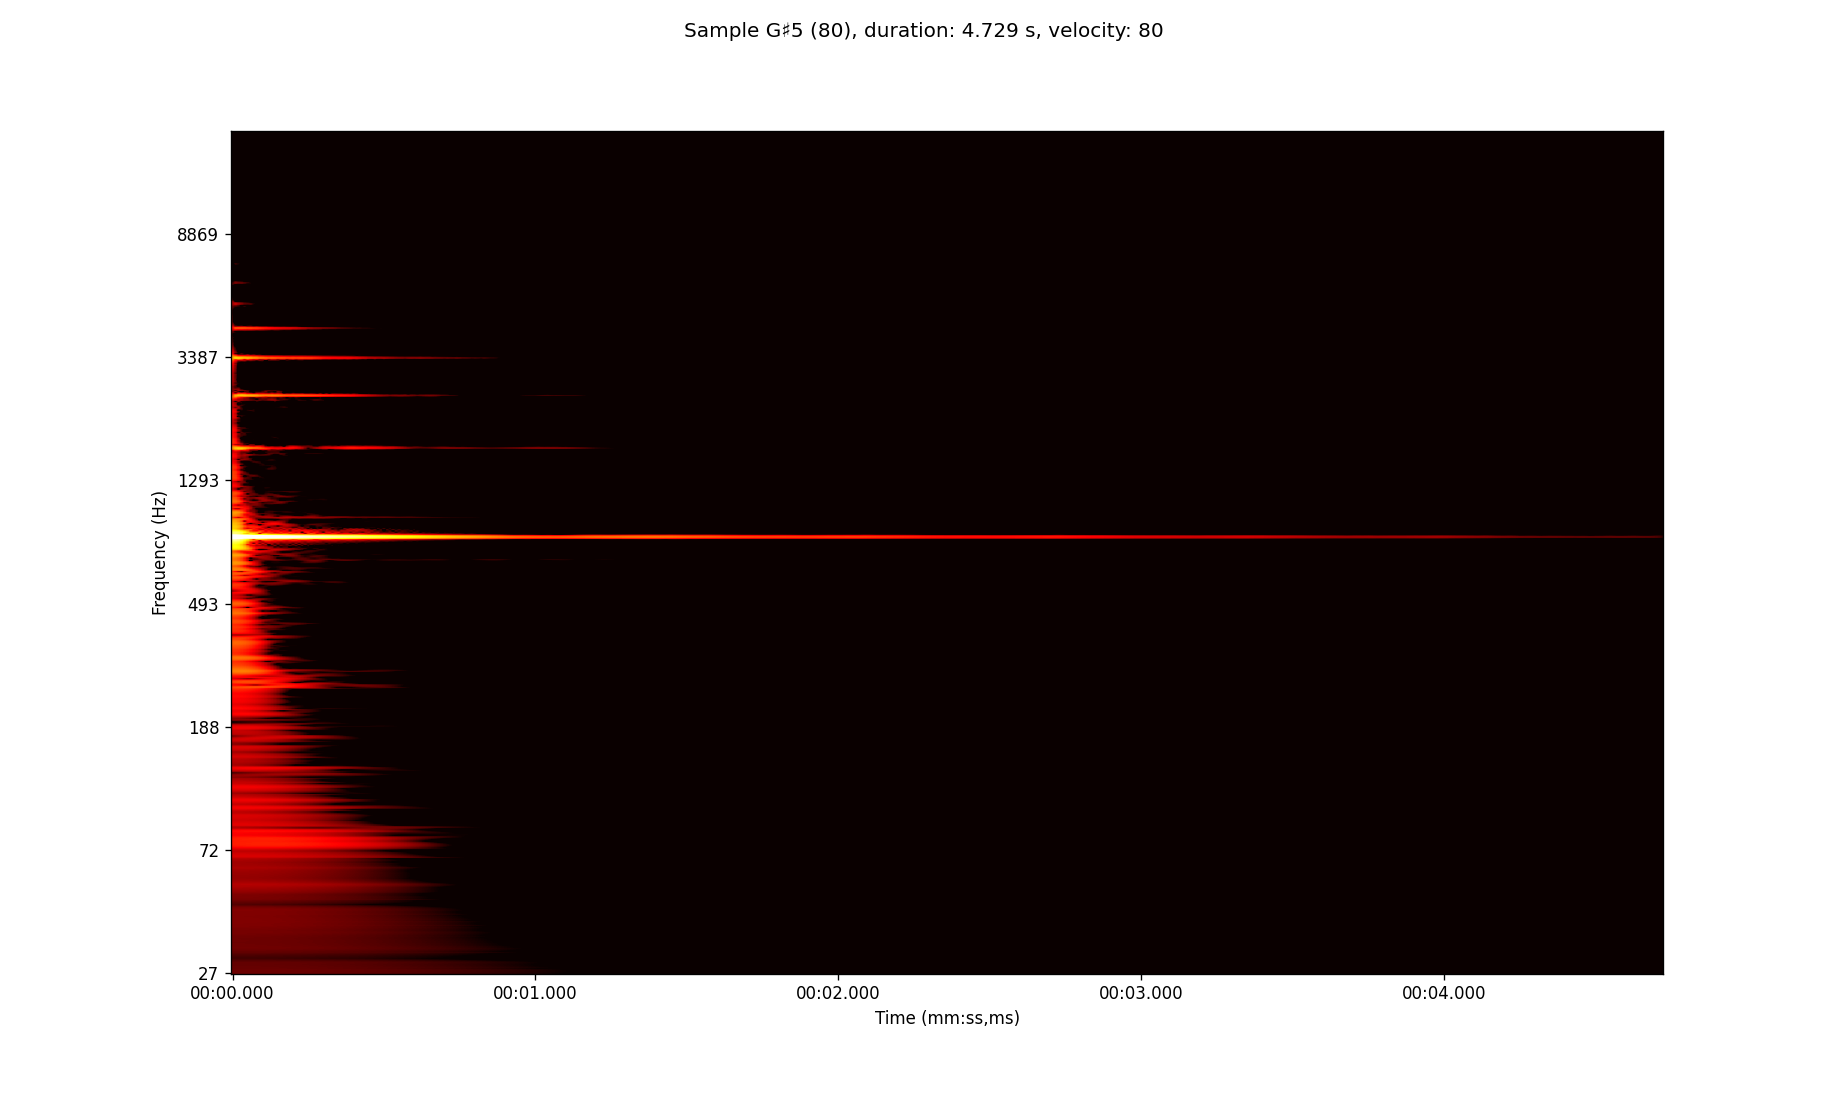 Sample G♯5 (80), duration: 4.729 s, velocity: 80
8869
3387
1293
493
188
72
27
Frequency (Hz)
00:00.000 00:01.000 00:02.000 00:03.000 00:04.000
Time (mm:ss,ms)